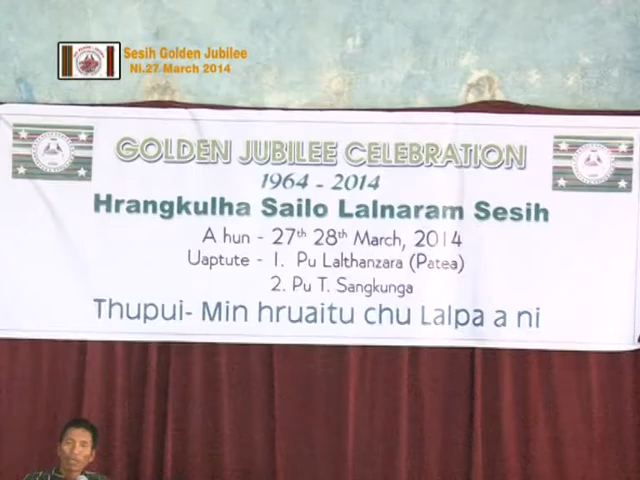 Sesih Golden Jubilee
Ni.27 March 2014
GOLDEN JUBILEE CELEBRATION
1964 - 2014
Hrangkulha Sailo Lalnaram Sesih
A hun - 27th 28th March, 2014
Uaptute - 1. Pu Lalthanzara (Patea)
2. Pu T. Sangkunga
Thupui- Min hruaitu chu Lalpa a ni